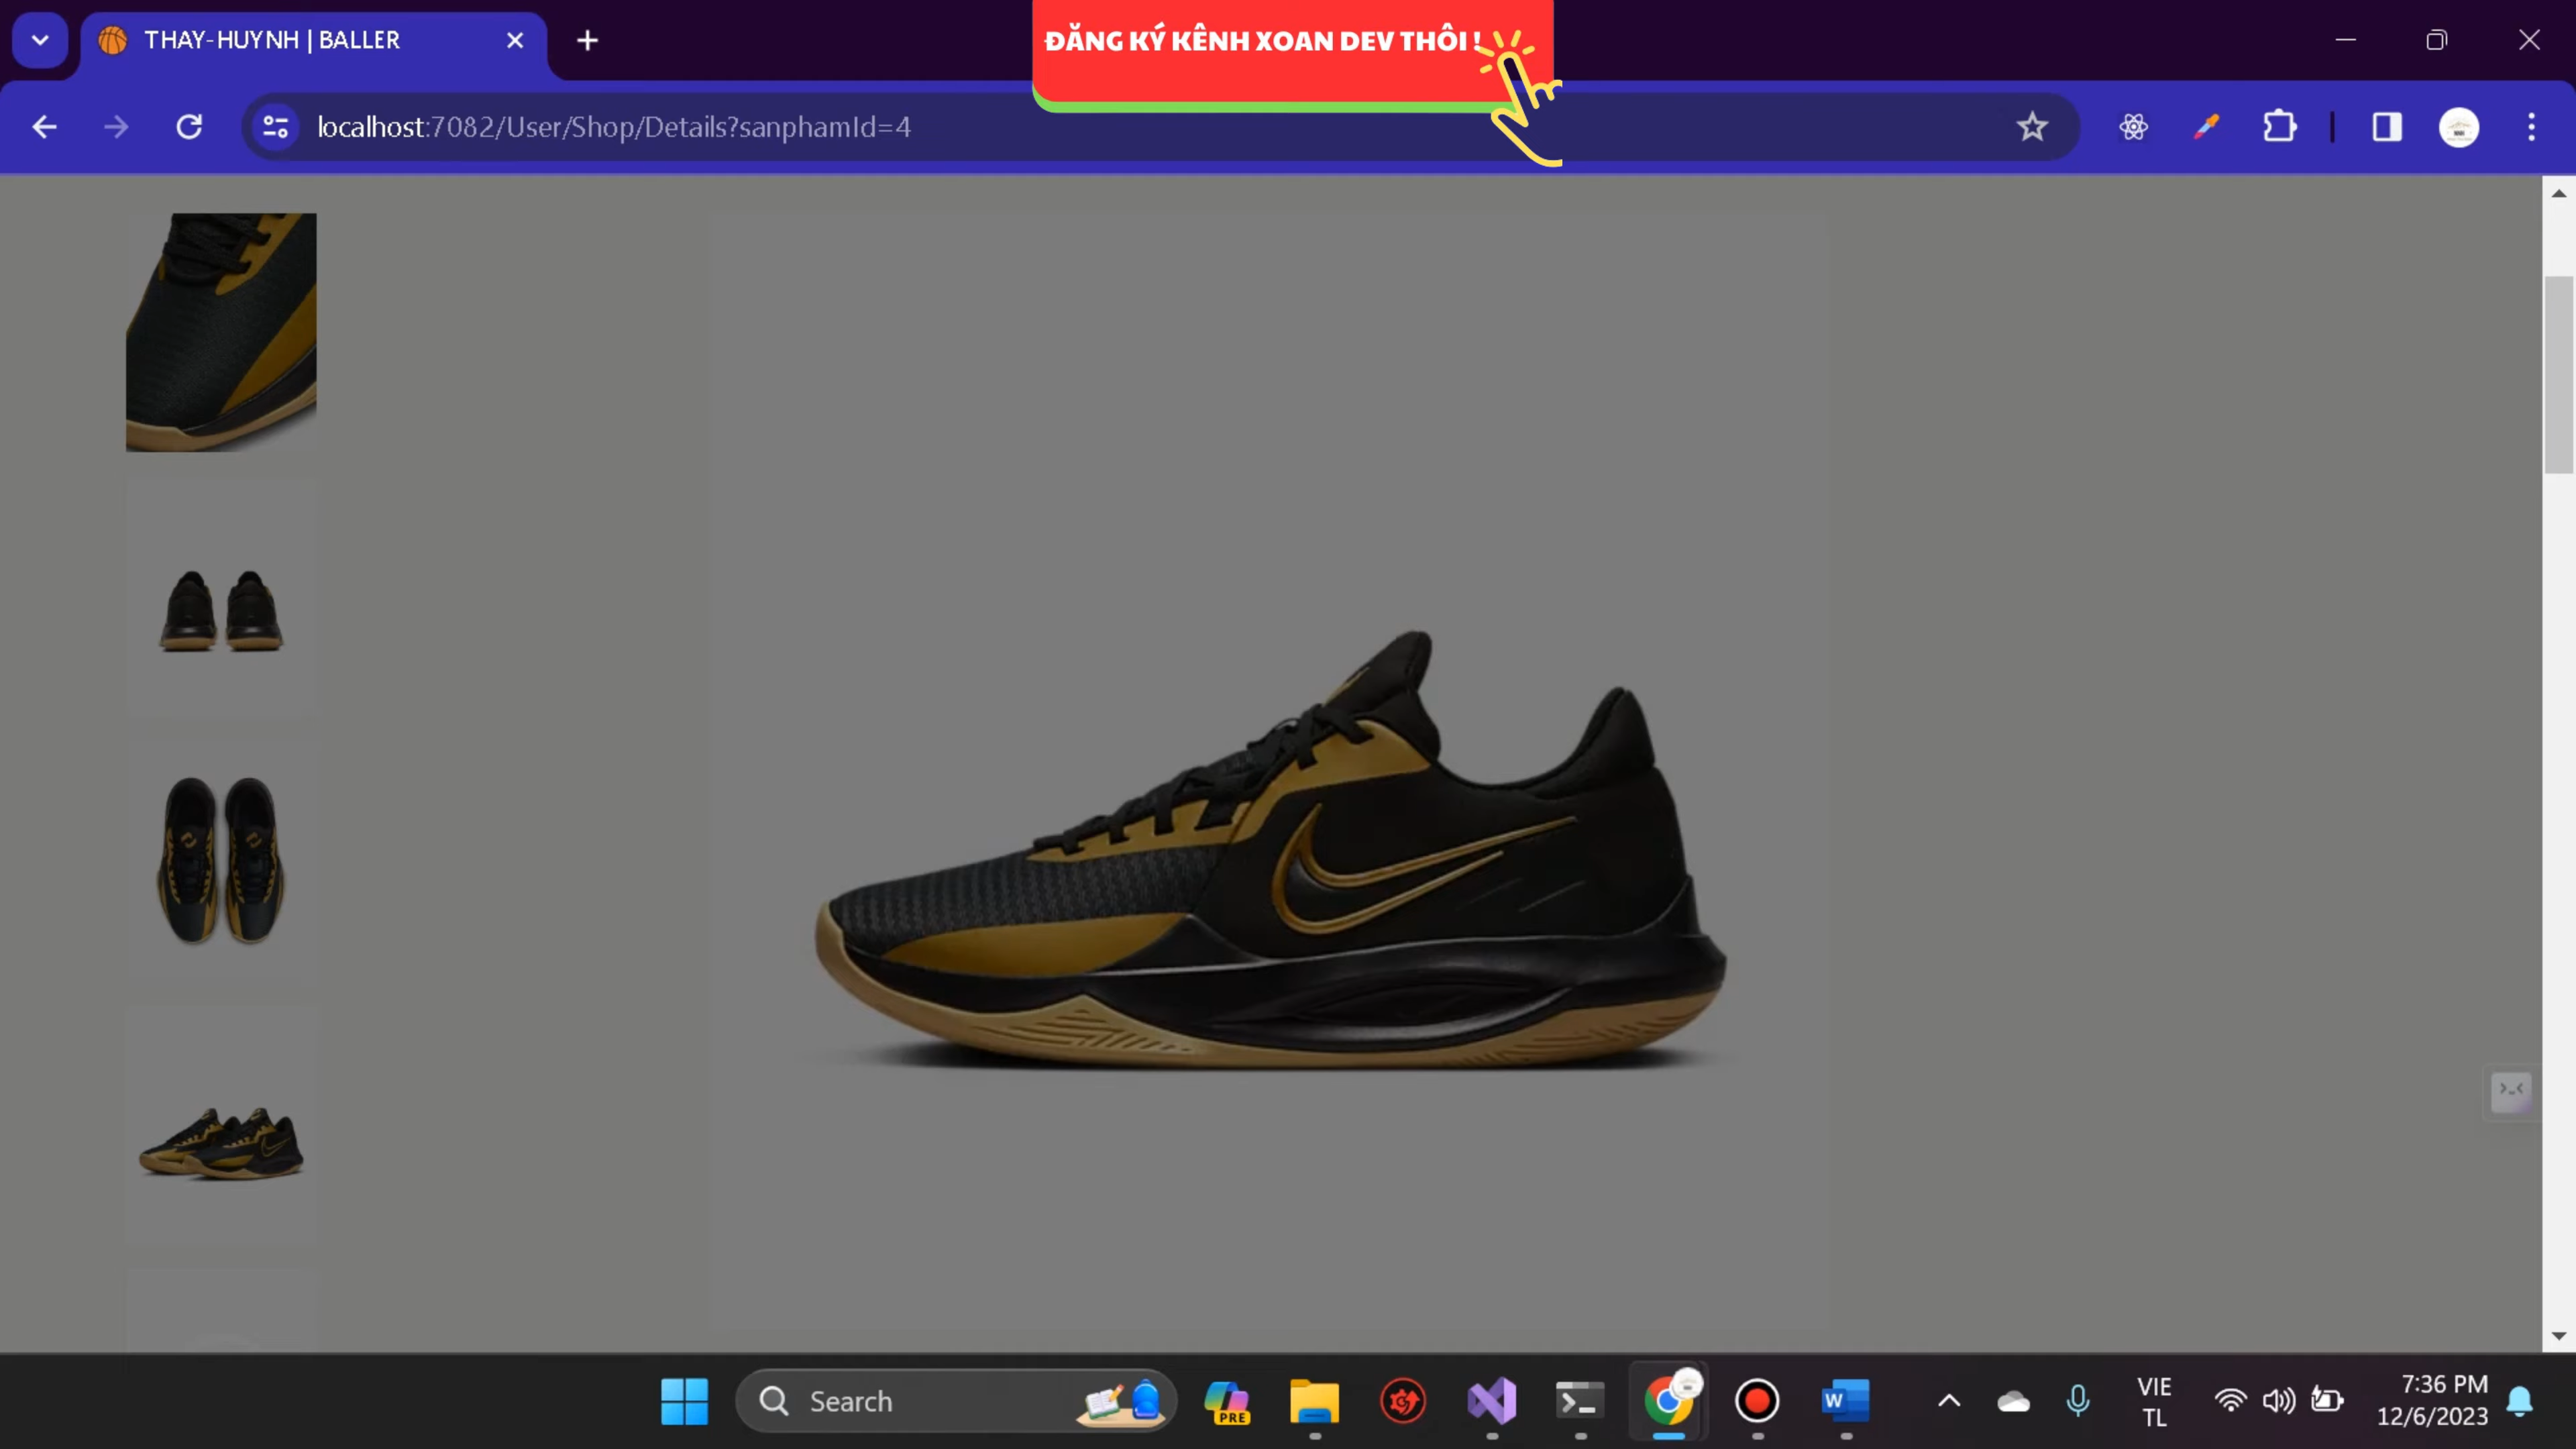 THAY-HUYNH | BALLER
ĐĂNG KÝ KÊNH XOAN DEV THÔI !
localhost:7082/User/Shop/Details?sanphamId=4
Search
PRE
W
VIE
TL
7:36 PM
12/6/2023